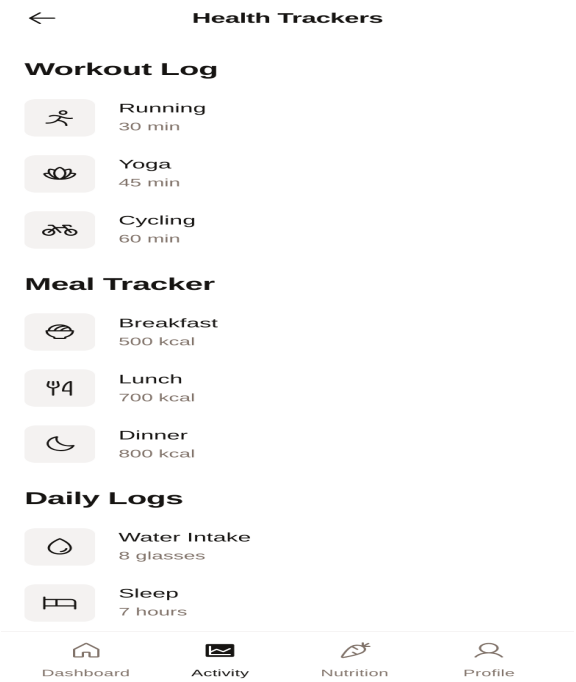 Health Trackers
Workout Log
Running
30 min
Yoga
45 min
Cycling
60 min
Meal Tracker
Breakfast
500 kcal
Lunch
700 kcal
Dinner
800 kcal
Daily Logs
Water Intake
8 glasses
Sleep
7 hours
Dashboard Activity Nutrition Profile